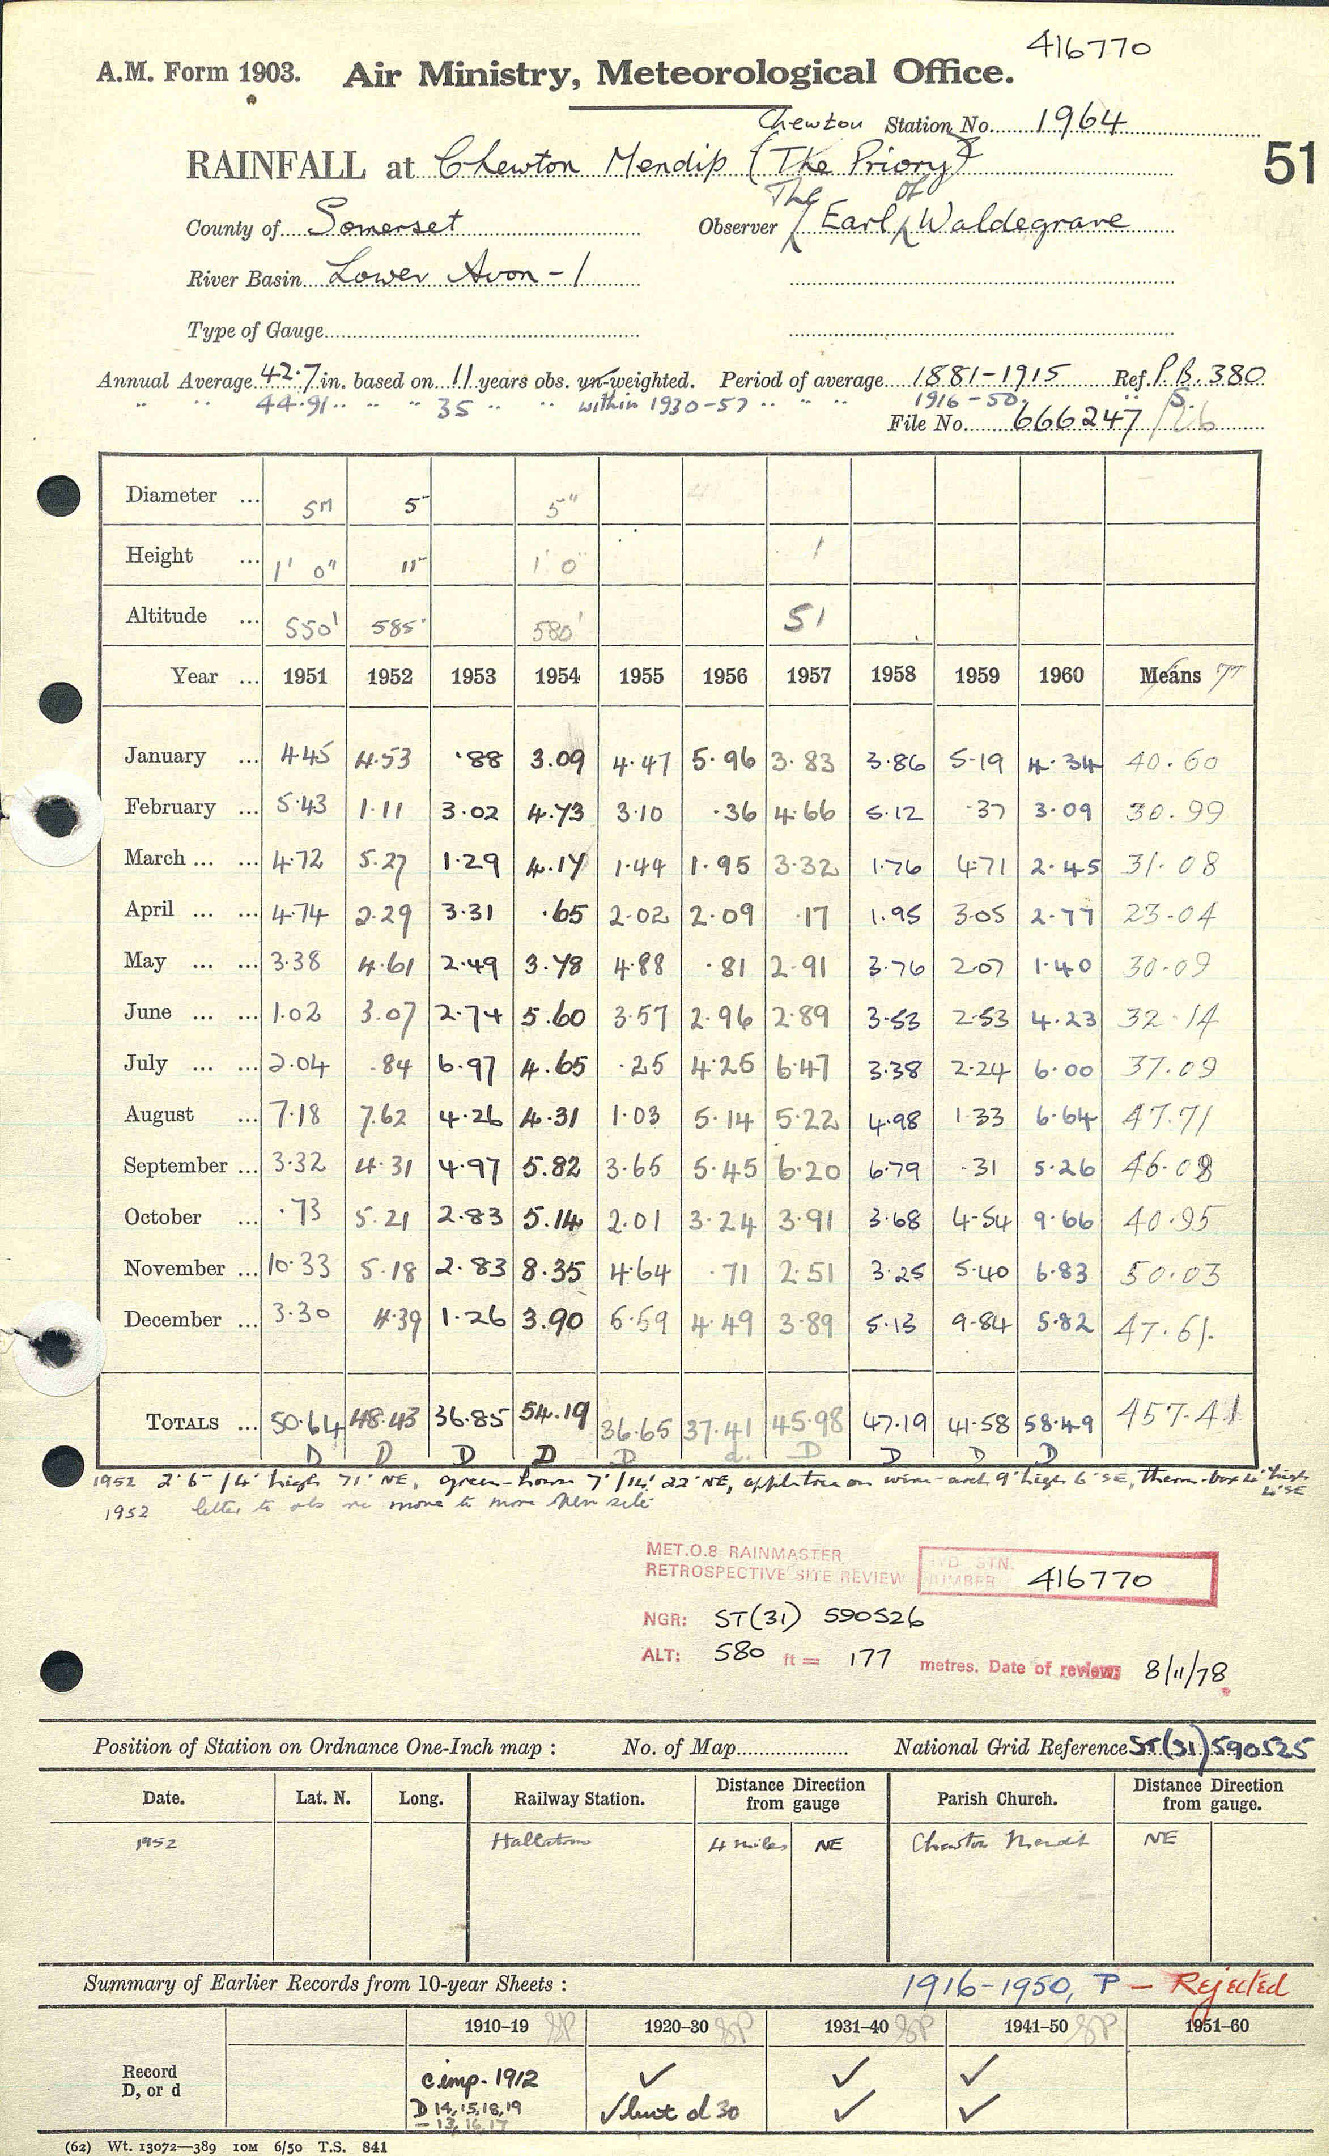 416770
A.M. Form 1903. Air Ministry, Meteorological Office.
Chewton Station No. 1964
RAINFALL at Chewton Mendip (The Priory) 51
The of
County of Somerset Observer Earl Waldegrave
River Basin Lower Avon - 1
Type of Gauge
Annual Average 42.7 in. based on 11 years obs. un-weighted. Period of average 1881-1915 Ref. P.B. 380
" " 44.91 " " " 35 " " within 1930-57 " " " 1916-50. " S.
File No. 666247/26
Diameter ... 5" 5 5"
Height ... 1' 0" 11" 1' 0" 1
Altitude ... 550' 585' 580' 51
Year ... 1951 1952 1953 1954 1955 1956 1957 1958 1959 1960 Means TT
January ... 4.45 4.53 .88 3.09 4.47 5.96 3.83 3.86 5.19 4.34 40.60
February ... 5.43 1.11 3.02 4.73 3.10 .36 4.66 5.12 .37 3.09 30.99
March ... ... 4.72 5.27 1.29 4.17 1.44 1.95 3.32 1.76 4.71 2.45 31.08
April ... ... 4.74 2.29 3.31 .65 2.02 2.09 .17 1.95 3.05 2.77 23.04
May ... ... 3.38 4.61 2.49 3.78 4.88 .81 2.91 3.76 2.07 1.40 30.09
June ... ... 1.02 3.07 2.74 5.60 3.57 2.96 2.89 3.53 2.53 4.23 32.14
July ... ... 2.04 .84 6.97 4.65 .25 4.25 6.47 3.38 2.24 6.00 37.09
August ... 7.18 7.62 4.26 4.31 1.03 5.14 5.22 4.98 1.33 6.64 47.71
September ... 3.32 4.31 4.97 5.82 3.65 5.45 6.20 6.79 .31 5.26 46.08
October ... .73 5.21 2.83 5.14 2.01 3.24 3.91 3.68 4.54 9.66 40.95
November ... 10.33 5.18 2.83 8.35 4.64 .71 2.51 3.25 5.40 6.83 50.03
December ... 3.30 4.39 1.26 3.90 5.59 4.49 3.89 5.13 9.84 5.82 47.61.
TOTALS ... 50.64 48.43 36.85 54.19 36.65 37.41 45.98 47.19 41.58 58.49 457.41
D D D D D d. D D D D
1952 2'6" /4' high 71' NE, green-house 7'/14' 22' NE, appletree on wire-arch 9' high 6' SE, therm-box 4' high 4' SE
1952 letter to obs re move to more open site
MET.O.8 RAINMASTER
RETROSPECTIVE SITE REVIEW STN. NUMBER 416770
NGR: ST(31) 590526
ALT: 580 ft = 177 metres. Date of review: 8/11/78
Position of Station on Ordnance One-Inch map : No. of Map National Grid Reference ST(31)590525
Date. Lat. N. Long. Railway Station. Distance from gauge Direction Parish Church. Distance from gauge. Direction
1952 Hallatrow 4 miles NE Chewton Mendip NE
Summary of Earlier Records from 10-year Sheets : 1916-1950, P - Rejected
1910-19 1920-30 1931-40 1941-50 1951-60
Record D, or d
c imp. 1912 ✓ ✓ ✓
D 14,15,18,19 ✓ but d 30 ✓ ✓
- 13, 16, 17
(62) Wt. 13072—389 10M 6/50 T.S. 841